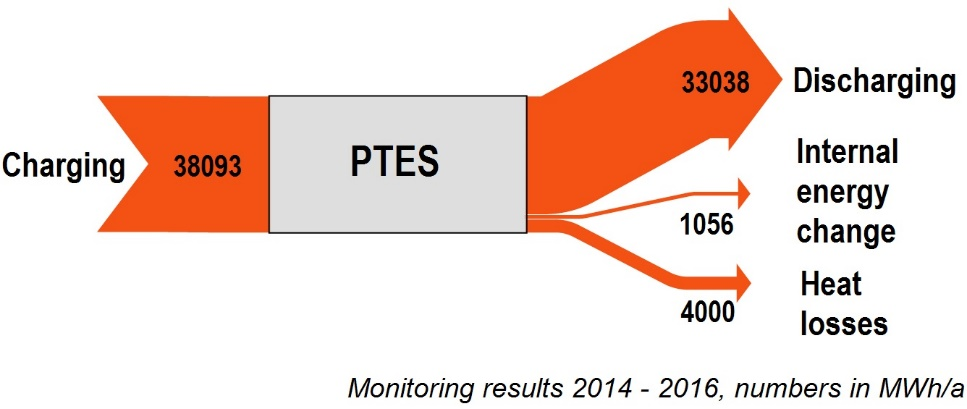 Charging
38093
PTES
33038
Discharging
Internal
energy
change
1056
Heat
losses
4000
Monitoring results 2014 - 2016, numbers in MWh/a